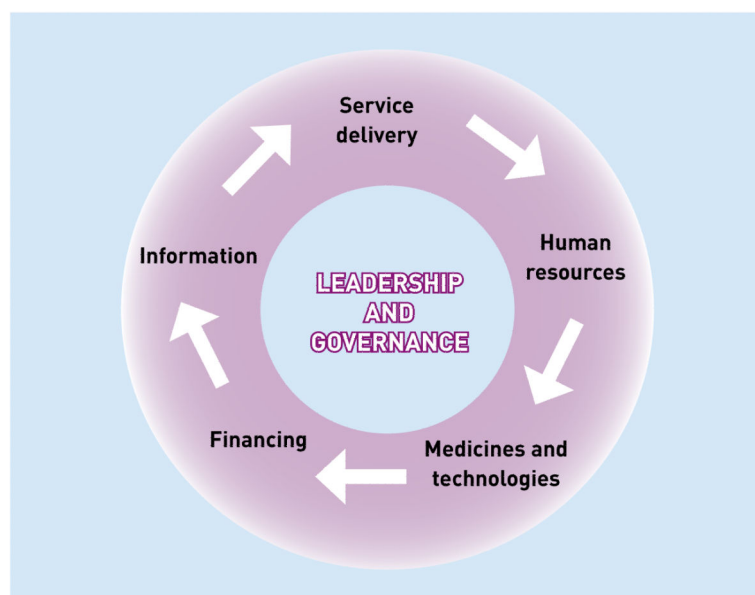 Service
delivery
Human
resources
Medicines and
technologies
Financing
Information
LEADERSHIP
AND
GOVERNANCE